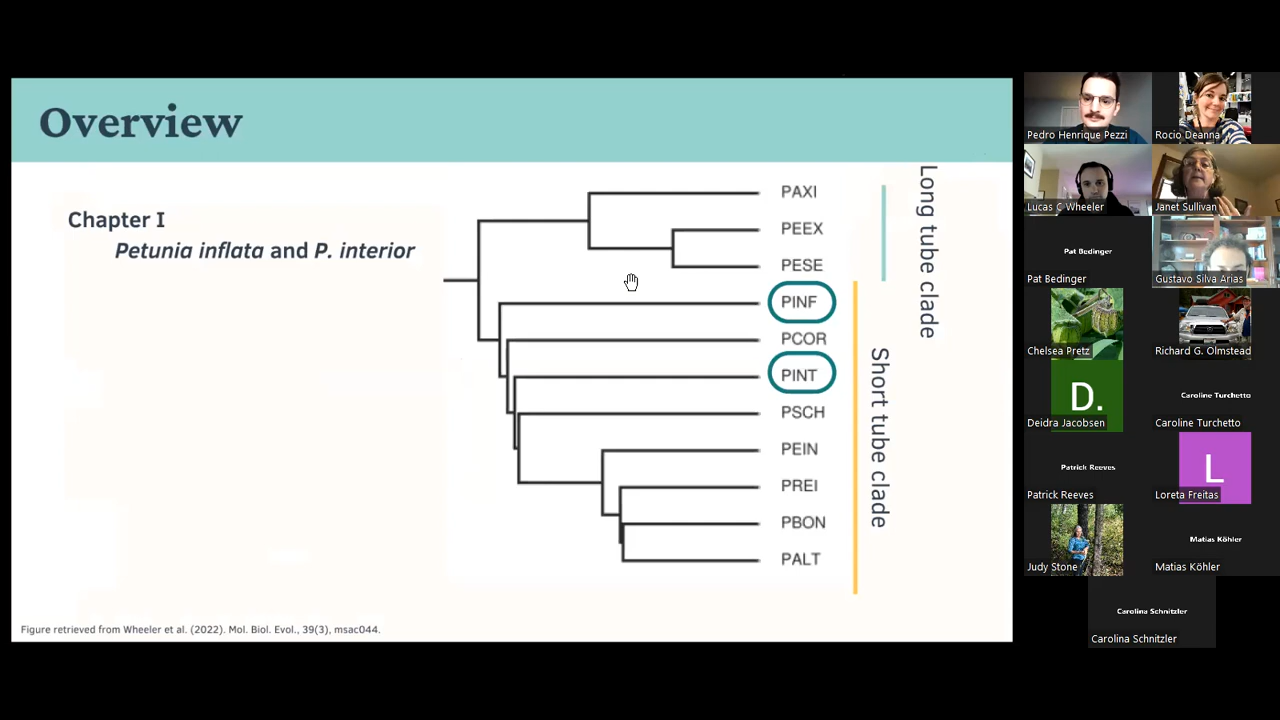 Overview
Chapter I
Petunia inflata and P. interior
PAXI
PEEX
PESE
PINF
PCOR
PINT
PSCH
PEIN
PREI
PBON
PALT
Long tube clade
Short tube clade
Figure retrieved from Wheeler et al. (2022). Mol. Biol. Evol., 39(3), msac044.
Pedro Henrique Pezzi
Rocio Deanna
Lucas C Wheeler
Janet Sullivan
Pat Bedinger
Pat Bedinger
Gustavo Silva Arias
Chelsea Pretz
Richard G. Olmstead
D.
Deidra Jacobsen
Caroline Turchetto
Caroline Turchetto
Patrick Reeves
Patrick Reeves
L
Loreta Freitas
Judy Stone
Matias Köhler
Matias Köhler
Carolina Schnitzler
Carolina Schnitzler